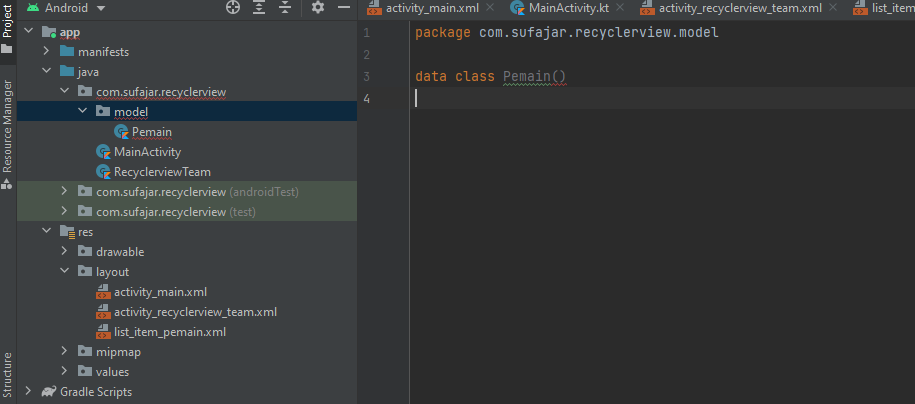 Project
Resource Manager
Structure
Android
app
manifests
java
com.sufajar.recyclerview
model
Pemain
MainActivity
RecyclerviewTeam
com.sufajar.recyclerview (androidTest)
com.sufajar.recyclerview (test)
res
drawable
layout
activity_main.xml
activity_recyclerview_team.xml
list_item_pemain.xml
mipmap
values
Gradle Scripts
activity_main.xml
MainActivity.kt
activity_recyclerview_team.xml
list_item
1 package com.sufajar.recyclerview.model
2
3 data class Pemain()
4